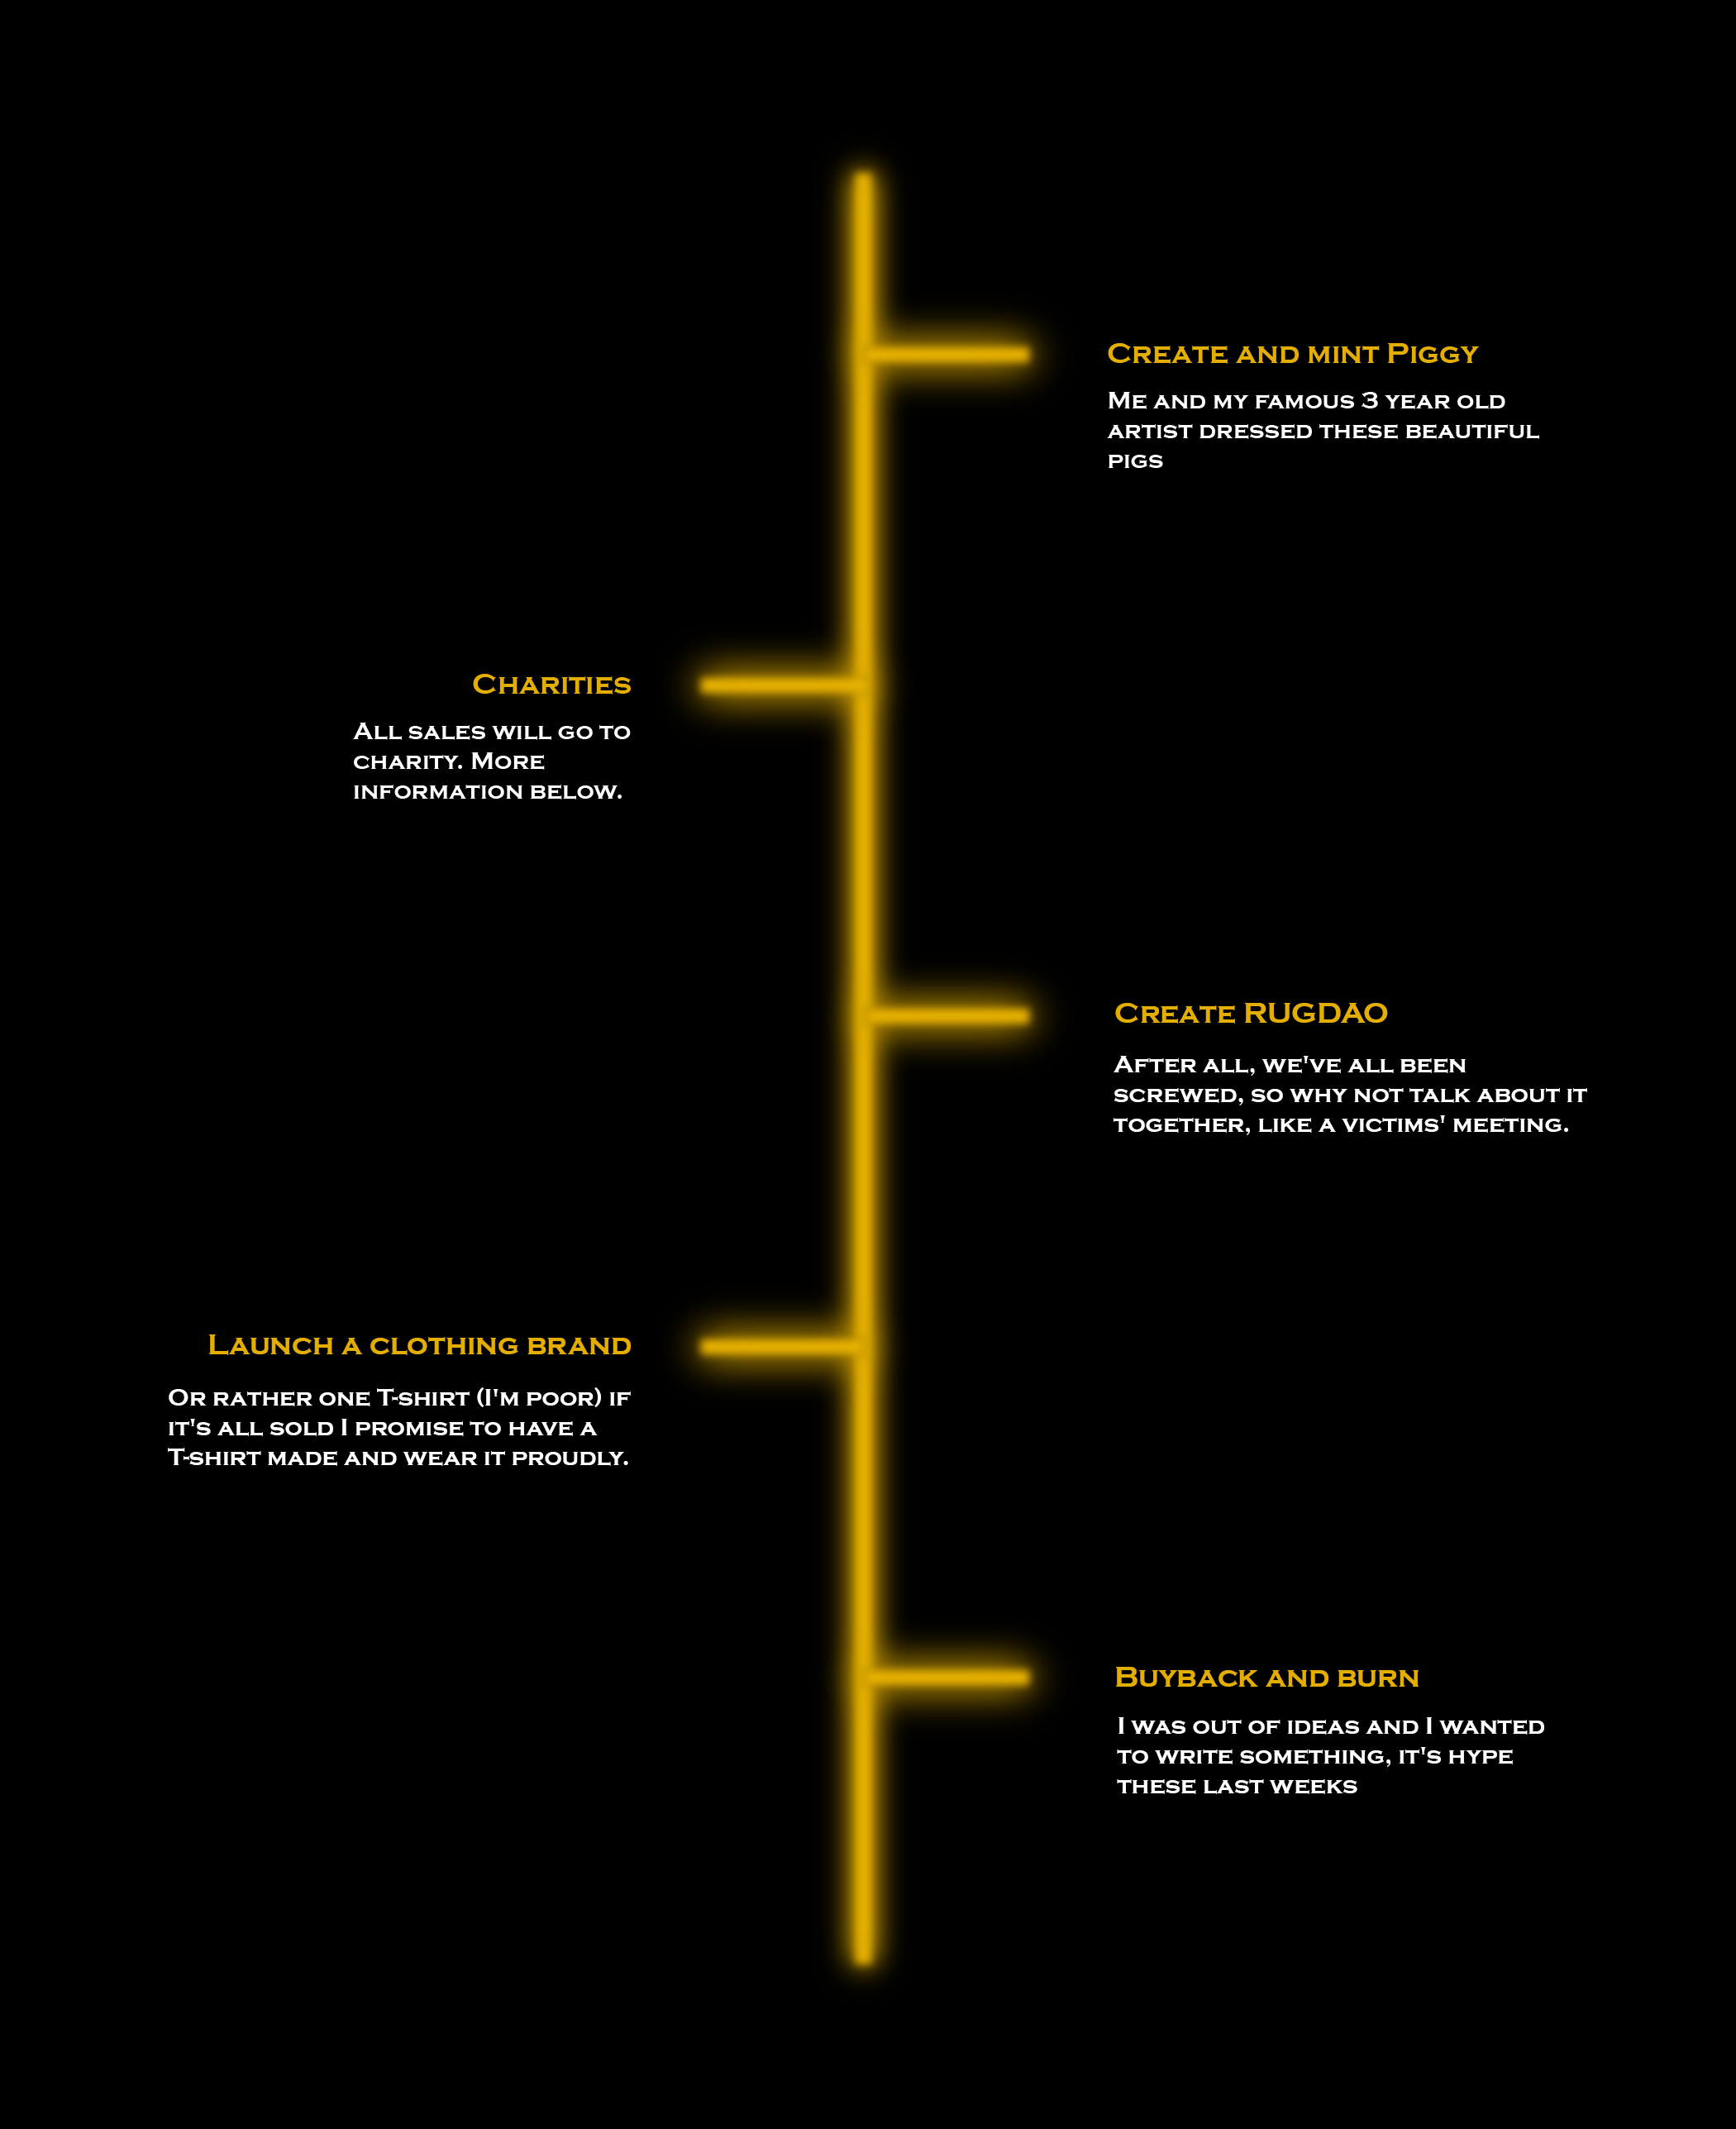 Create and mint Piggy
Me and my famous 3 year old
artist dressed these beautiful
pigs
Charities
All sales will go to
charity. More
information below.
Create RUGDAO
After all, we've all been
screwed, so why not talk about it
together, like a victims' meeting.
Launch a clothing brand
Or rather one T-shirt (I'm poor) if
it's all sold I promise to have a
T-shirt made and wear it proudly.
Buyback and burn
I was out of ideas and I wanted
to write something, it's hype
these last weeks